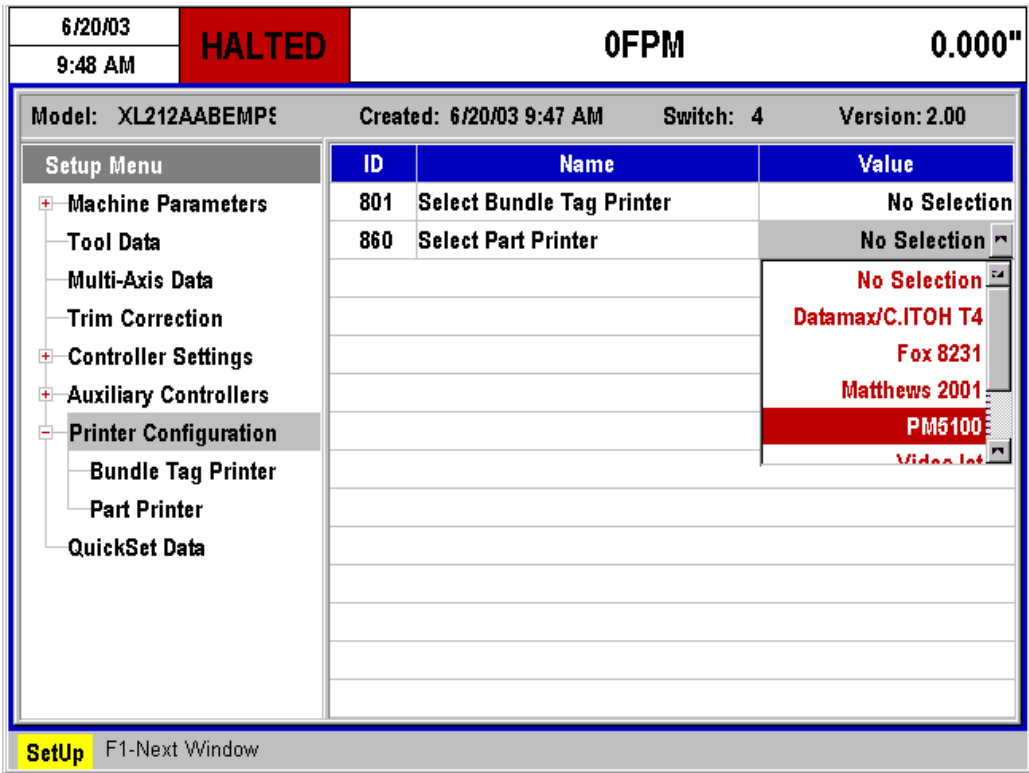 6/20/03
9:48 AM
HALTED
0FPM
0.000"
Model: XL212AABEMPS Created: 6/20/03 9:47 AM Switch: 4 Version: 2.00
Setup Menu
Machine Parameters
Tool Data
Multi-Axis Data
Trim Correction
Controller Settings
Auxiliary Controllers
Printer Configuration
Bundle Tag Printer
Part Printer
QuickSet Data
ID Name Value
801 Select Bundle Tag Printer No Selection
860 Select Part Printer No Selection
No Selection
Datamax/C.ITOH T4
Fox 8231
Matthews 2001
PM5100
Video Jet
SetUp F1-Next Window